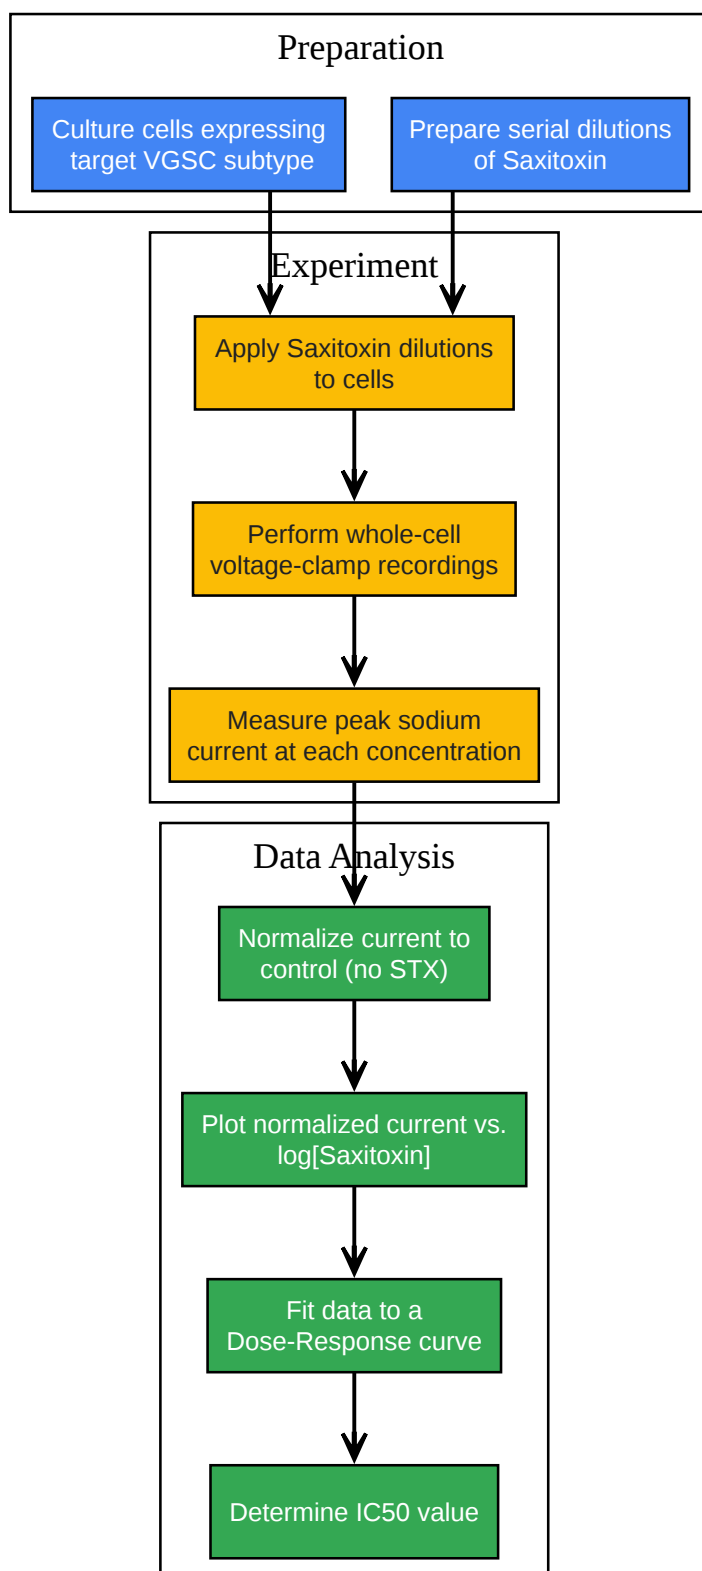 Preparation
Culture cells expressing
target VGSC subtype
Prepare serial dilutions
of Saxitoxin
Experiment
Apply Saxitoxin dilutions
to cells
Perform whole-cell
voltage-clamp recordings
Measure peak sodium
current at each concentration
Data Analysis
Normalize current to
control (no STX)
Plot normalized current vs.
log[Saxitoxin]
Fit data to a
Dose-Response curve
Determine IC50 value